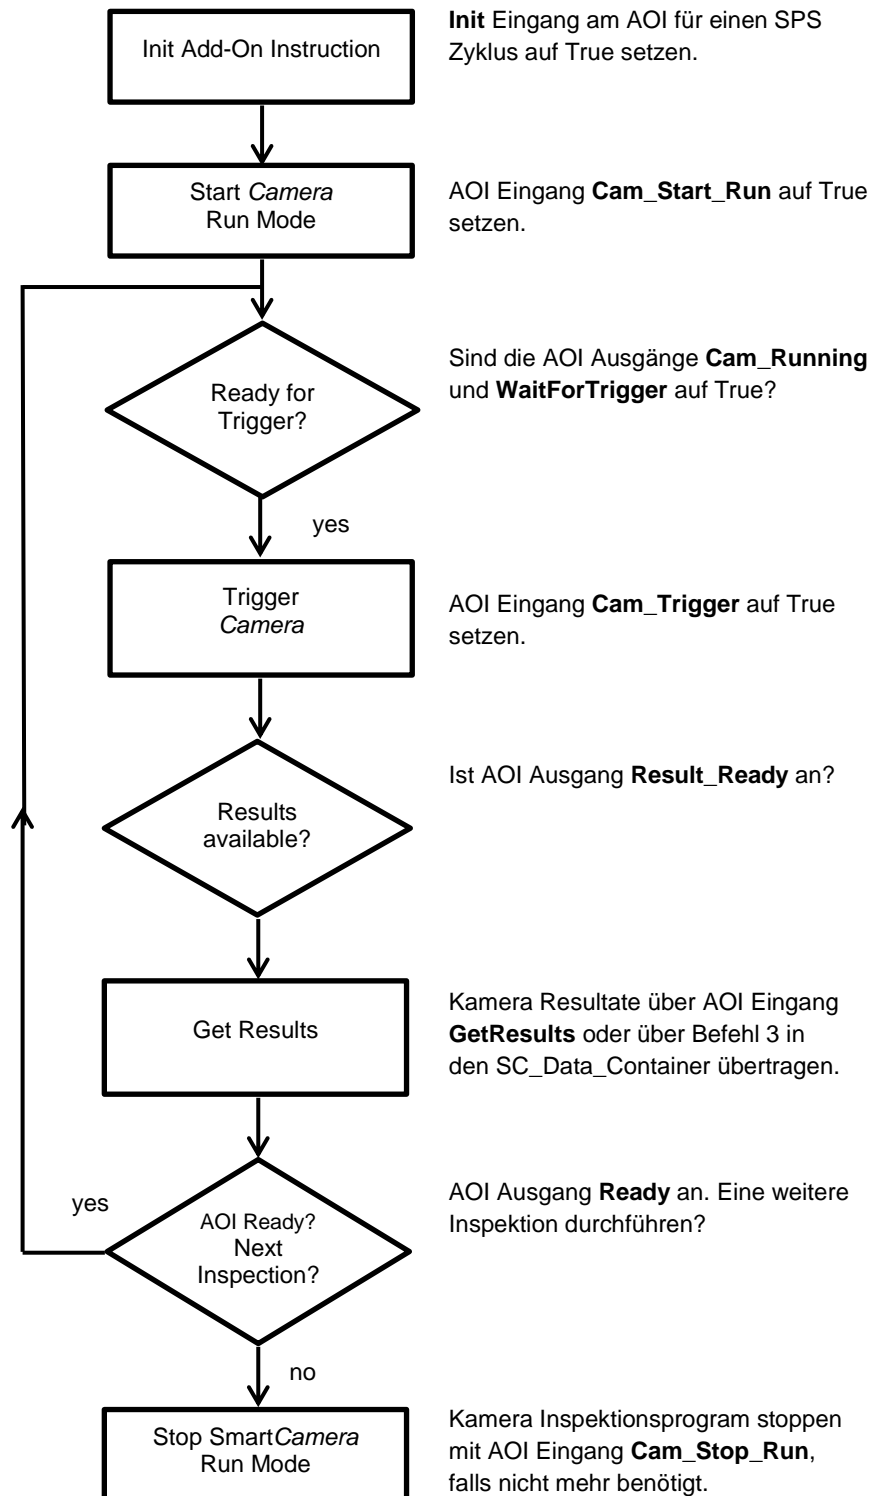 Init Add-On Instruction
Init Eingang am AOI für einen SPS
Zyklus auf True setzen.
Start Camera
Run Mode
AOI Eingang Cam_Start_Run auf True
setzen.
Ready for
Trigger?
Sind die AOI Ausgänge Cam_Running
und WaitForTrigger auf True?
yes
Trigger
Camera
AOI Eingang Cam_Trigger auf True
setzen.
Results
available?
Ist AOI Ausgang Result_Ready an?
Get Results
Kamera Resultate über AOI Eingang
GetResults oder über Befehl 3 in
den SC_Data_Container übertragen.
yes
AOI Ready?
Next
Inspection?
AOI Ausgang Ready an. Eine weitere
Inspektion durchführen?
no
Stop SmartCamera
Run Mode
Kamera Inspektionsprogram stoppen
mit AOI Eingang Cam_Stop_Run,
falls nicht mehr benötigt.